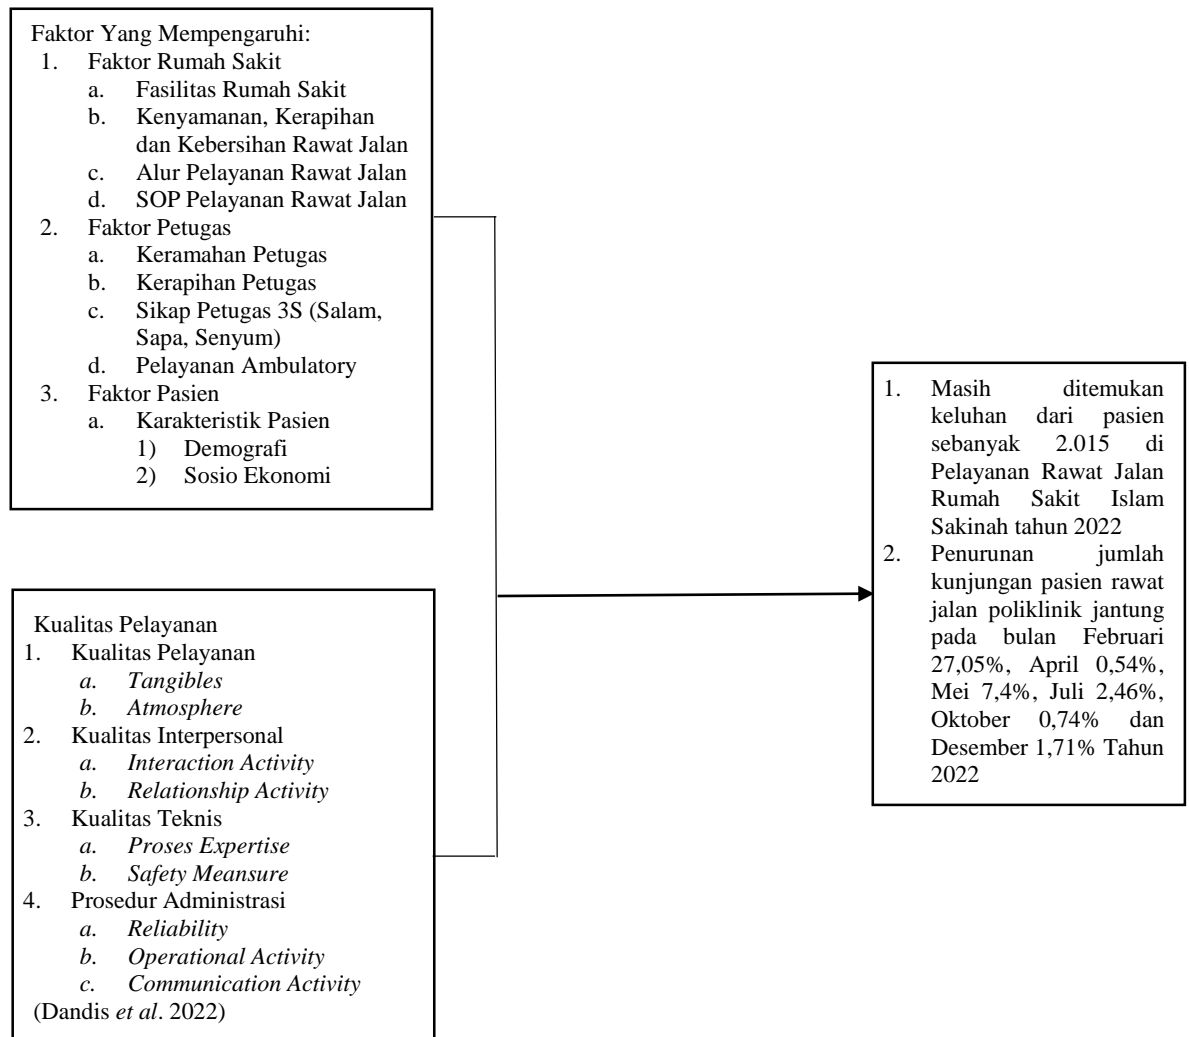 Faktor Yang Mempengaruhi:
1. Faktor Rumah Sakit
a. Fasilitas Rumah Sakit
b. Kenyamanan, Kerapihan
dan Kebersihan Rawat Jalan
c. Alur Pelayanan Rawat Jalan
d. SOP Pelayanan Rawat Jalan
2. Faktor Petugas
a. Keramahan Petugas
b. Kerapihan Petugas
c. Sikap Petugas 3S (Salam,
Sapa, Senyum)
d. Pelayanan Ambulatory
3. Faktor Pasien
a. Karakteristik Pasien
1) Demografi
2) Sosio Ekonomi
Kualitas Pelayanan
1. Kualitas Pelayanan
a. Tangibles
b. Atmosphere
2. Kualitas Interpersonal
a. Interaction Activity
b. Relationship Activity
3. Kualitas Teknis
a. Proses Expertise
b. Safety Meansure
4. Prosedur Administrasi
a. Reliability
b. Operational Activity
c. Communication Activity
(Dandis et al. 2022)
1. Masih ditemukan
keluhan dari pasien
sebanyak 2.015 di
Pelayanan Rawat Jalan
Rumah Sakit Islam
Sakinah tahun 2022
2. Penurunan jumlah
kunjungan pasien rawat
jalan poliklinik jantung
pada bulan Februari
27,05%, April 0,54%,
Mei 7,4%, Juli 2,46%,
Oktober 0,74% dan
Desember 1,71% Tahun
2022